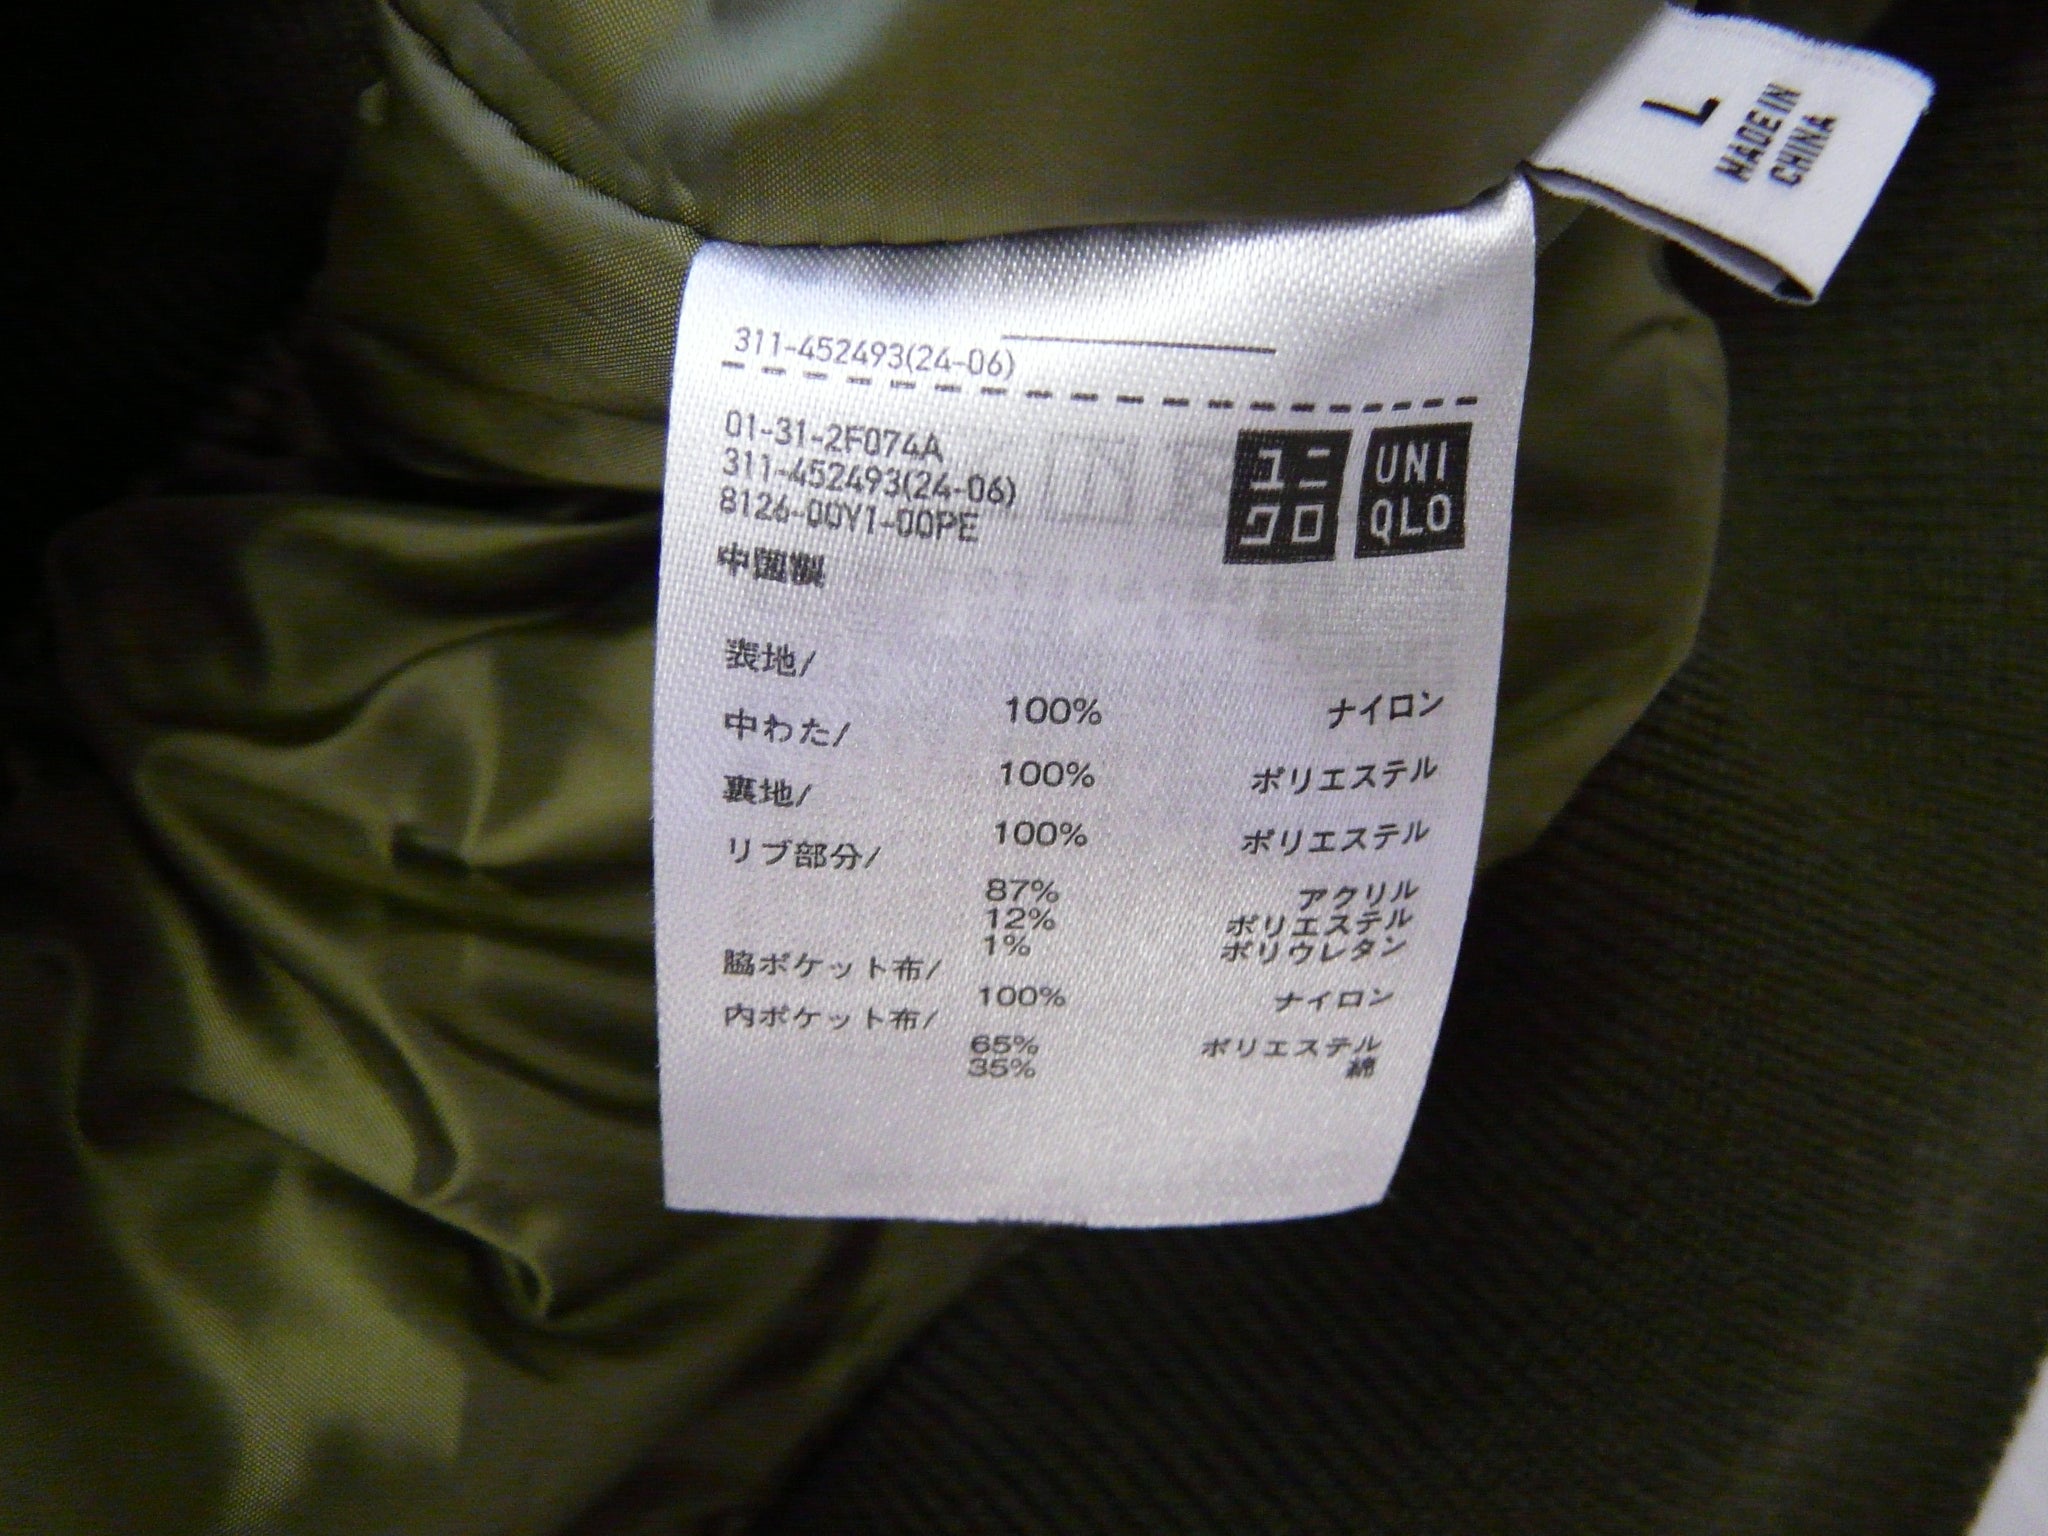 L
MADE IN
CHINA
311-452493(24-06)
01-31-2F074A
311-452493(24-06)
8126-00Y1-00PE
中国製
ユニ
クロ
UNI
QLO
表地/
100% ナイロン
中わた/
100% ポリエステル
裏地/
100% ポリエステル
リブ部分/
87% アクリル
12% ポリエステル
1% ポリウレタン
脇ポケット布/
100% ナイロン
内ポケット布/
65% ポリエステル
35% 綿